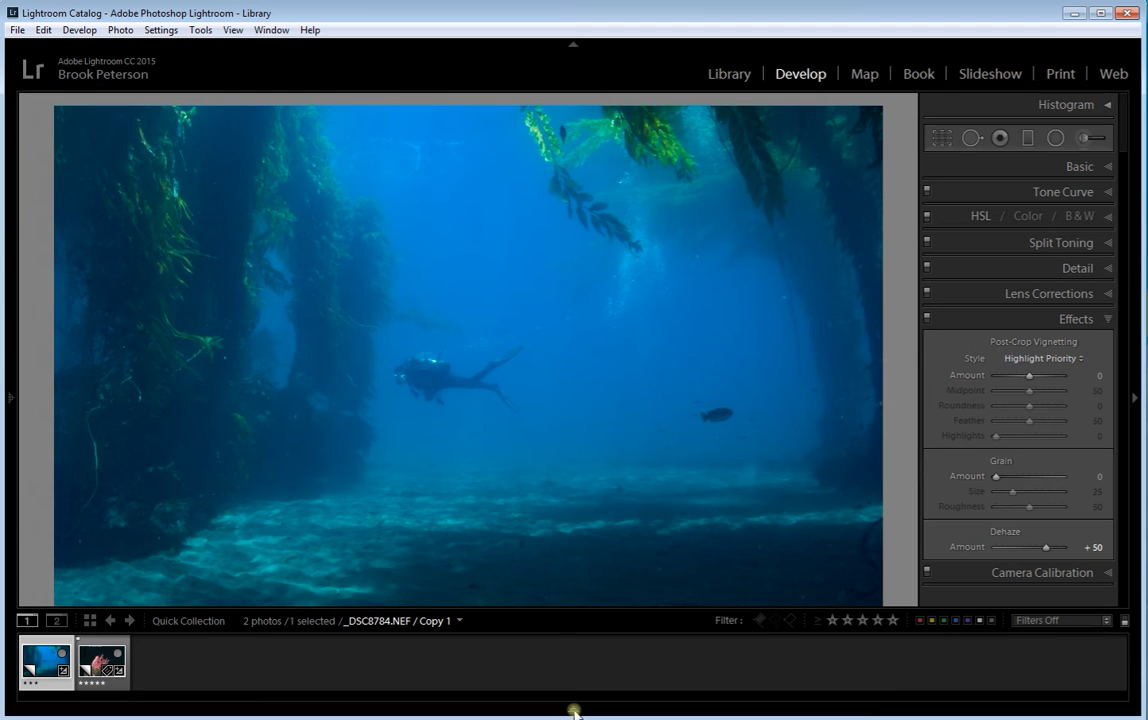 Lightroom Catalog - Adobe Photoshop Lightroom - Library
File Edit Develop Photo Settings Tools View Window Help
Lr
Adobe Lightroom CC 2015
Brook Peterson
Library | Develop | Map | Book | Slideshow | Print | Web
Histogram
Basic
Tone Curve
HSL / Color / B & W
Split Toning
Detail
Lens Corrections
Effects
Post-Crop Vignetting
Style Highlight Priority
Amount 0
Midpoint 50
Roundness 0
Feather 50
Highlights 0
Grain
Amount 0
Size 25
Roughness 50
Dehaze
Amount + 50
Camera Calibration
1 2 Quick Collection 2 photos / 1 selected / _DSC8784.NEF / Copy 1 Filter : ≥ ★★★★★ Filters Off